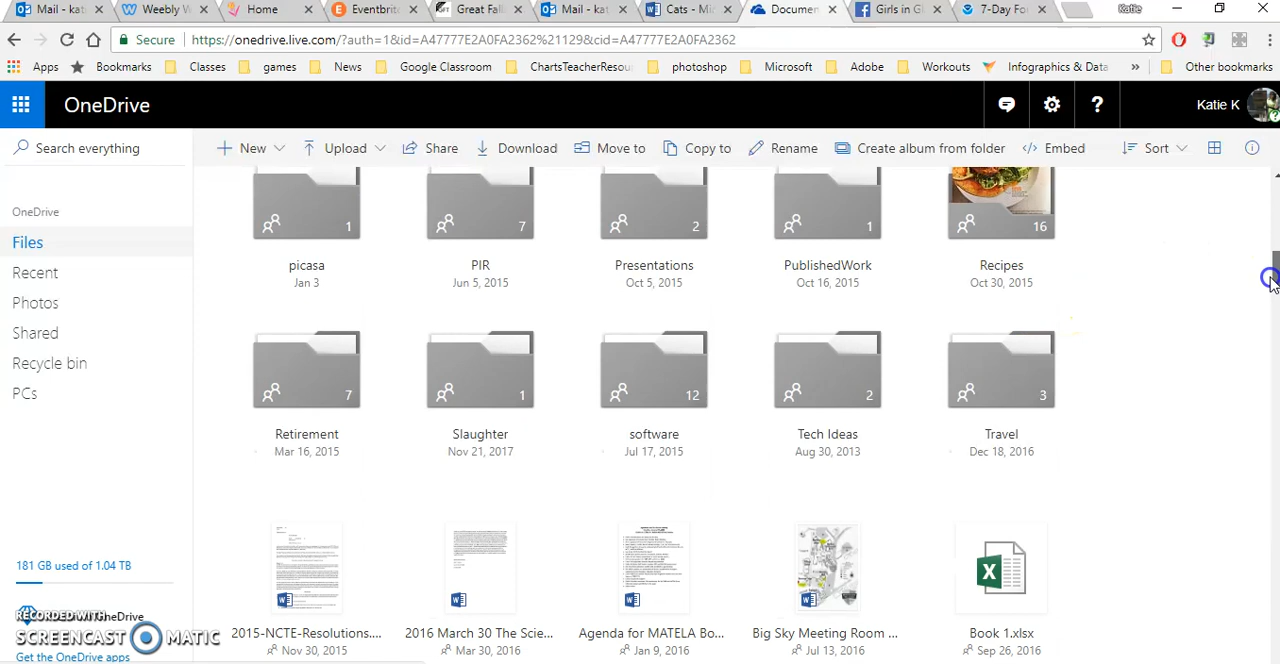 Mail - kat
Weebly W
Home
Eventbrite
Great Fall
Mail - kat
Cats - Mic
Documen
Girls in G
7-Day Fo
Katie
Secure
https://onedrive.live.com/?auth=1&id=A47777E2A0FA2362%21129&cid=A47777E2A0FA2362
Apps
Bookmarks
Classes
games
News
Google Classroom
ChartsTeacherResou
photoshop
Microsoft
Adobe
Workouts
Infographics & Data
»
Other bookmarks
OneDrive
?
Katie K
Search everything
New
Upload
Share
Download
Move to
Copy to
Rename
Create album from folder
Embed
Sort
OneDrive
Files
Recent
Photos
Shared
Recycle bin
PCs
1
7
2
1
16
picasa
PIR
Presentations
PublishedWork
Recipes
Jan 3
Jun 5, 2015
Oct 5, 2015
Oct 16, 2015
Oct 30, 2015
7
1
12
2
3
Retirement
Slaughter
software
Tech Ideas
Travel
Mar 16, 2015
Nov 21, 2017
Jul 17, 2015
Aug 30, 2013
Dec 18, 2016
2015-NCTE-Resolutions....
2016 March 30 The Scie...
Agenda for MATELA Bo...
Big Sky Meeting Room ...
Book 1.xlsx
Nov 30, 2015
Mar 30, 2016
Jan 9, 2016
Jul 13, 2016
Sep 26, 2016
181 GB used of 1.04 TB
OneDrive
RECORDED WITH
SCREENCAST MATIC
Get the OneDrive apps